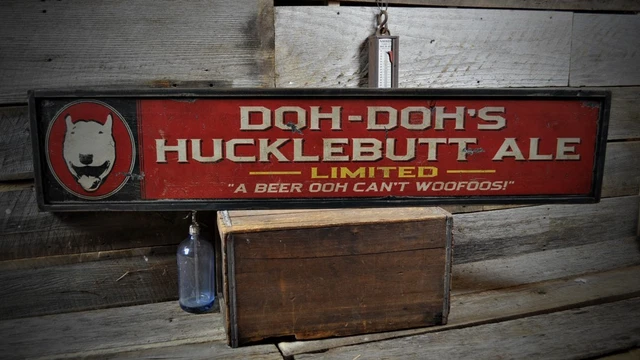 DOH-DOH'S
HUCKLEBUTT ALE
LIMITED
"A BEER OOH CAN'T WOOFOOS!"